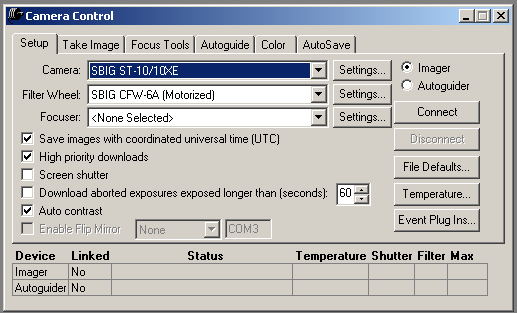 Camera Control
Setup Take Image Focus Tools Autoguide Color AutoSave
Camera: SBIG ST-10/10XE Settings... Imager
Filter Wheel: SBIG CFW-6A (Motorized) Settings... Autoguider
Focuser: <None Selected> Settings... Connect
Save images with coordinated universal time (UTC) Disconnect
High priority downloads
Screen shutter File Defaults...
Download aborted exposures exposed longer than (seconds): 60 Temperature...
Auto contrast
Enable Flip Mirror None COM3 Event Plug Ins...
Device Linked Status Temperature Shutter Filter Max
Imager No
Autoguider No